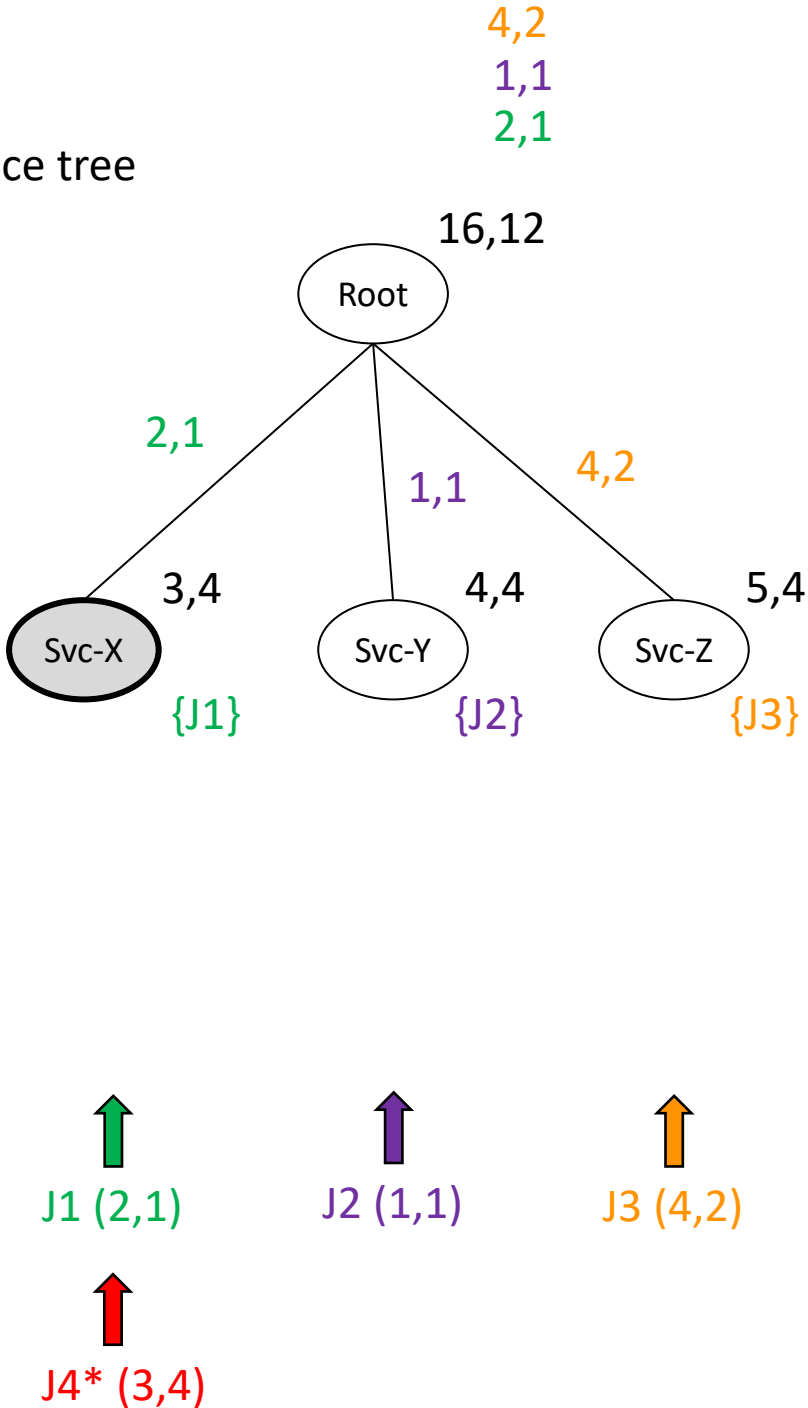 4,2
1,1
2,1
ce tree
16,12
Root
2,1
1,1
4,2
3,4
4,4
5,4
Svc-X
Svc-Y
Svc-Z
{J1}
{J2}
{J3}
J1 (2,1)
J2 (1,1)
J3 (4,2)
J4* (3,4)